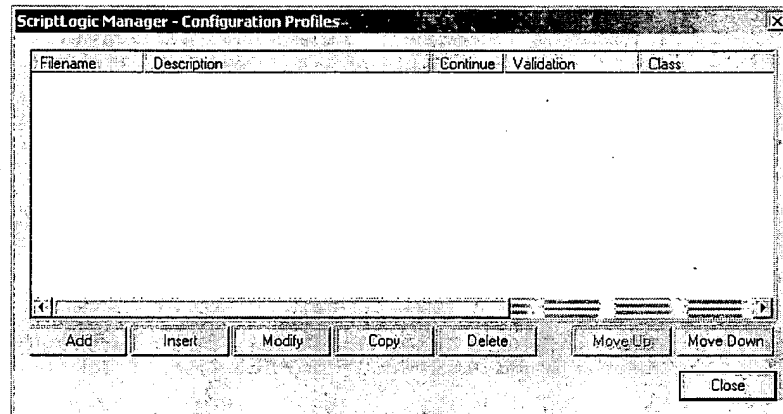 ScriptLogic Manager - Configuration Profiles
Filename Description Continue Validation Class
Add Insert Modify Copy Delete Move Up Move Down
Close